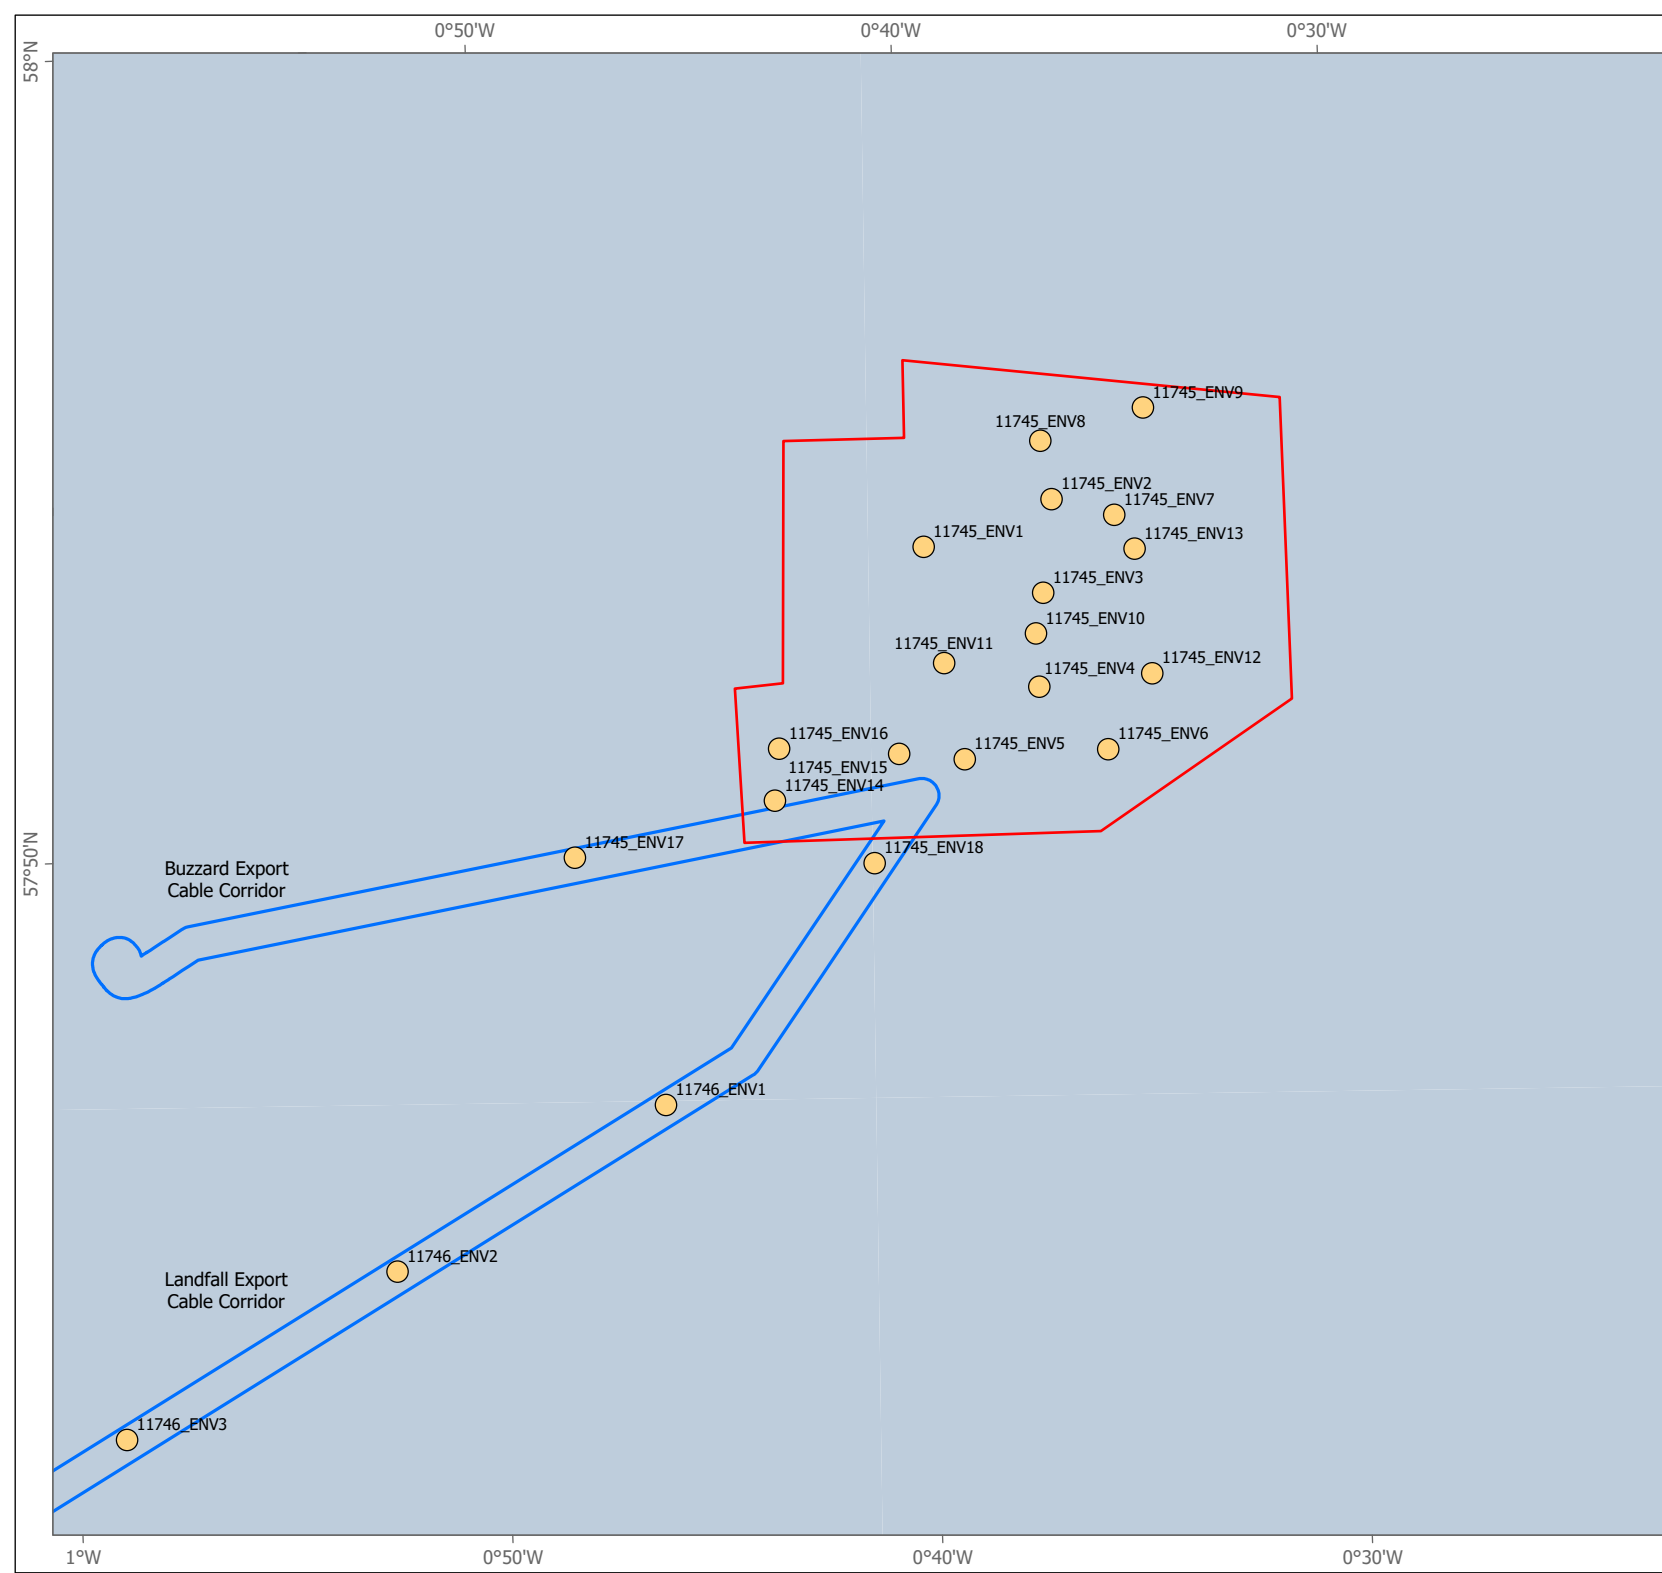 0°50'W
0°40'W
0°30'W
58°N
11745_ENV9
11745_ENV8
11745_ENV2
11745_ENV7
11745_ENV1
11745_ENV13
11745_ENV3
11745_ENV10
11745_ENV11
11745_ENV12
11745_ENV4
11745_ENV16
11745_ENV6
11745_ENV5
11745_ENV15
11745_ENV14
11745_ENV17
11745_ENV18
57°50'N
Buzzard Export
Cable Corridor
11746_ENV1
11746_ENV2
Landfall Export
Cable Corridor
11746_ENV3
1°W
0°50'W
0°40'W
0°30'W